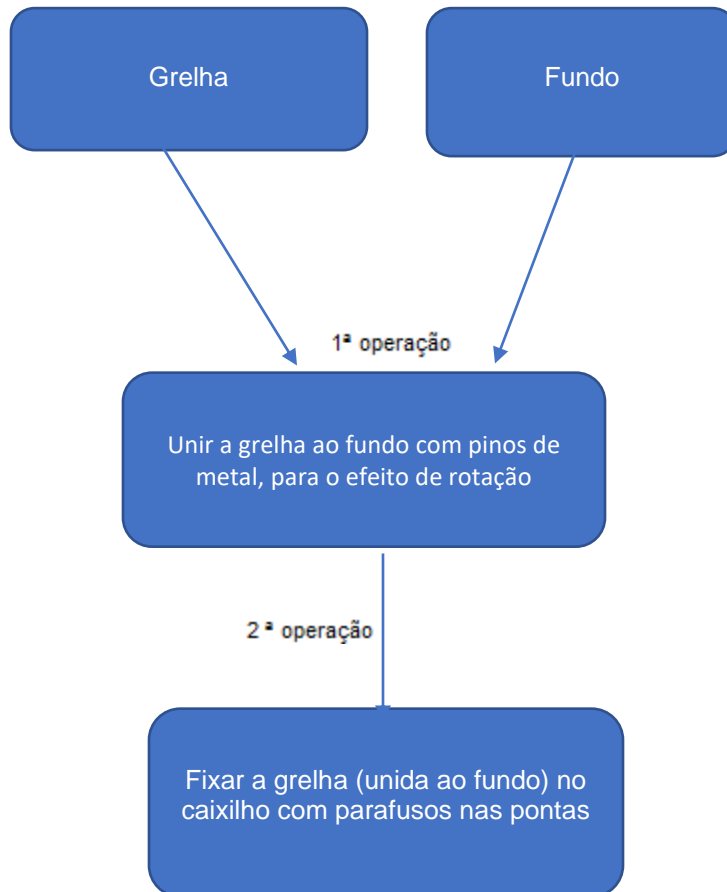 Grelha
Fundo
1ª operação
Unir a grelha ao fundo com pinos de
metal, para o efeito de rotação
2 ª operação
Fixar a grelha (unida ao fundo) no
caixilho com parafusos nas pontas